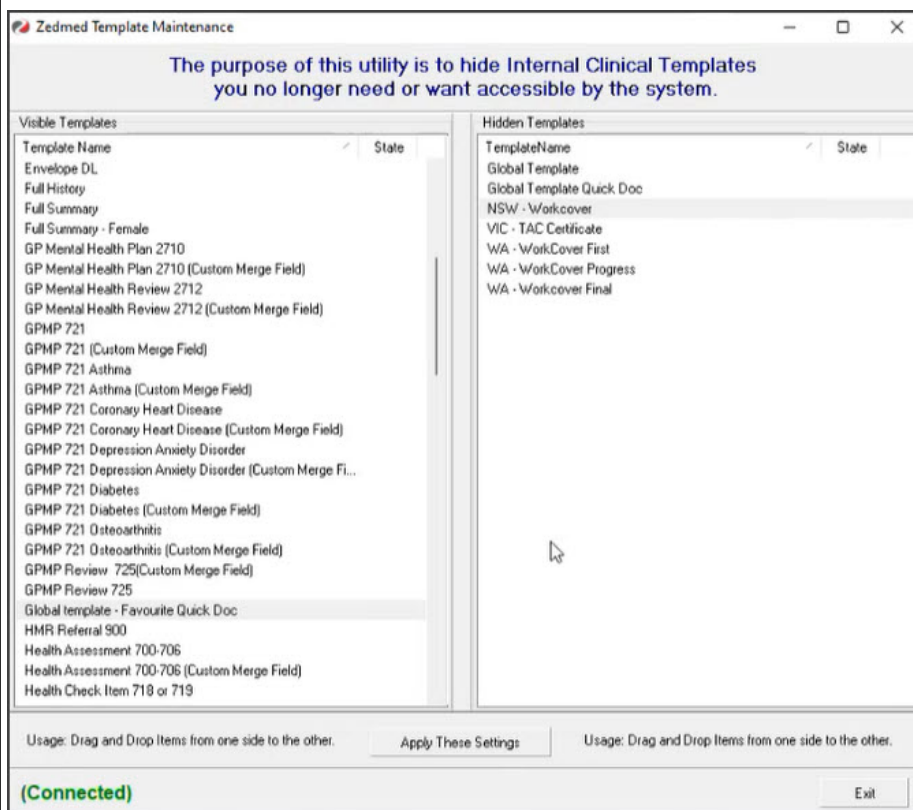 Zedmed Template Maintenance
The purpose of this utility is to hide Internal Clinical Templates
you no longer need or want accessible by the system.
Visible Templates
Template Name
State
Envelope DL
Full History
Full Summary
Full Summary - Female
GP Mental Health Plan 2710
GP Mental Health Plan 2710 (Custom Merge Field)
GP Mental Health Review 2712
GP Mental Health Review 2712 (Custom Merge Field)
GPMP 721
GPMP 721 (Custom Merge Field)
GPMP 721 Asthma
GPMP 721 Asthma (Custom Merge Field)
GPMP 721 Coronary Heart Disease
GPMP 721 Coronary Heart Disease (Custom Merge Field)
GPMP 721 Depression Anxiety Disorder
GPMP 721 Depression Anxiety Disorder (Custom Merge Fi...
GPMP 721 Diabetes
GPMP 721 Diabetes (Custom Merge Field)
GPMP 721 Osteoarthritis
GPMP 721 Osteoarthritis (Custom Merge Field)
GPMP Review 725(Custom Merge Field)
GPMP Review 725
Global template - Favourite Quick Doc
HMR Referral 900
Health Assessment 700-706
Health Assessment 700-706 (Custom Merge Field)
Health Check Item 718 or 719
Hidden Templates
TemplateName
State
Global Template
Global Template Quick Doc
NSW - Workcover
VIC - TAC Certificate
WA - WorkCover First
WA - WorkCover Progress
WA - Workcover Final
Usage: Drag and Drop Items from one side to the other.
Apply These Settings
Usage: Drag and Drop Items from one side to the other.
(Connected)
Exit